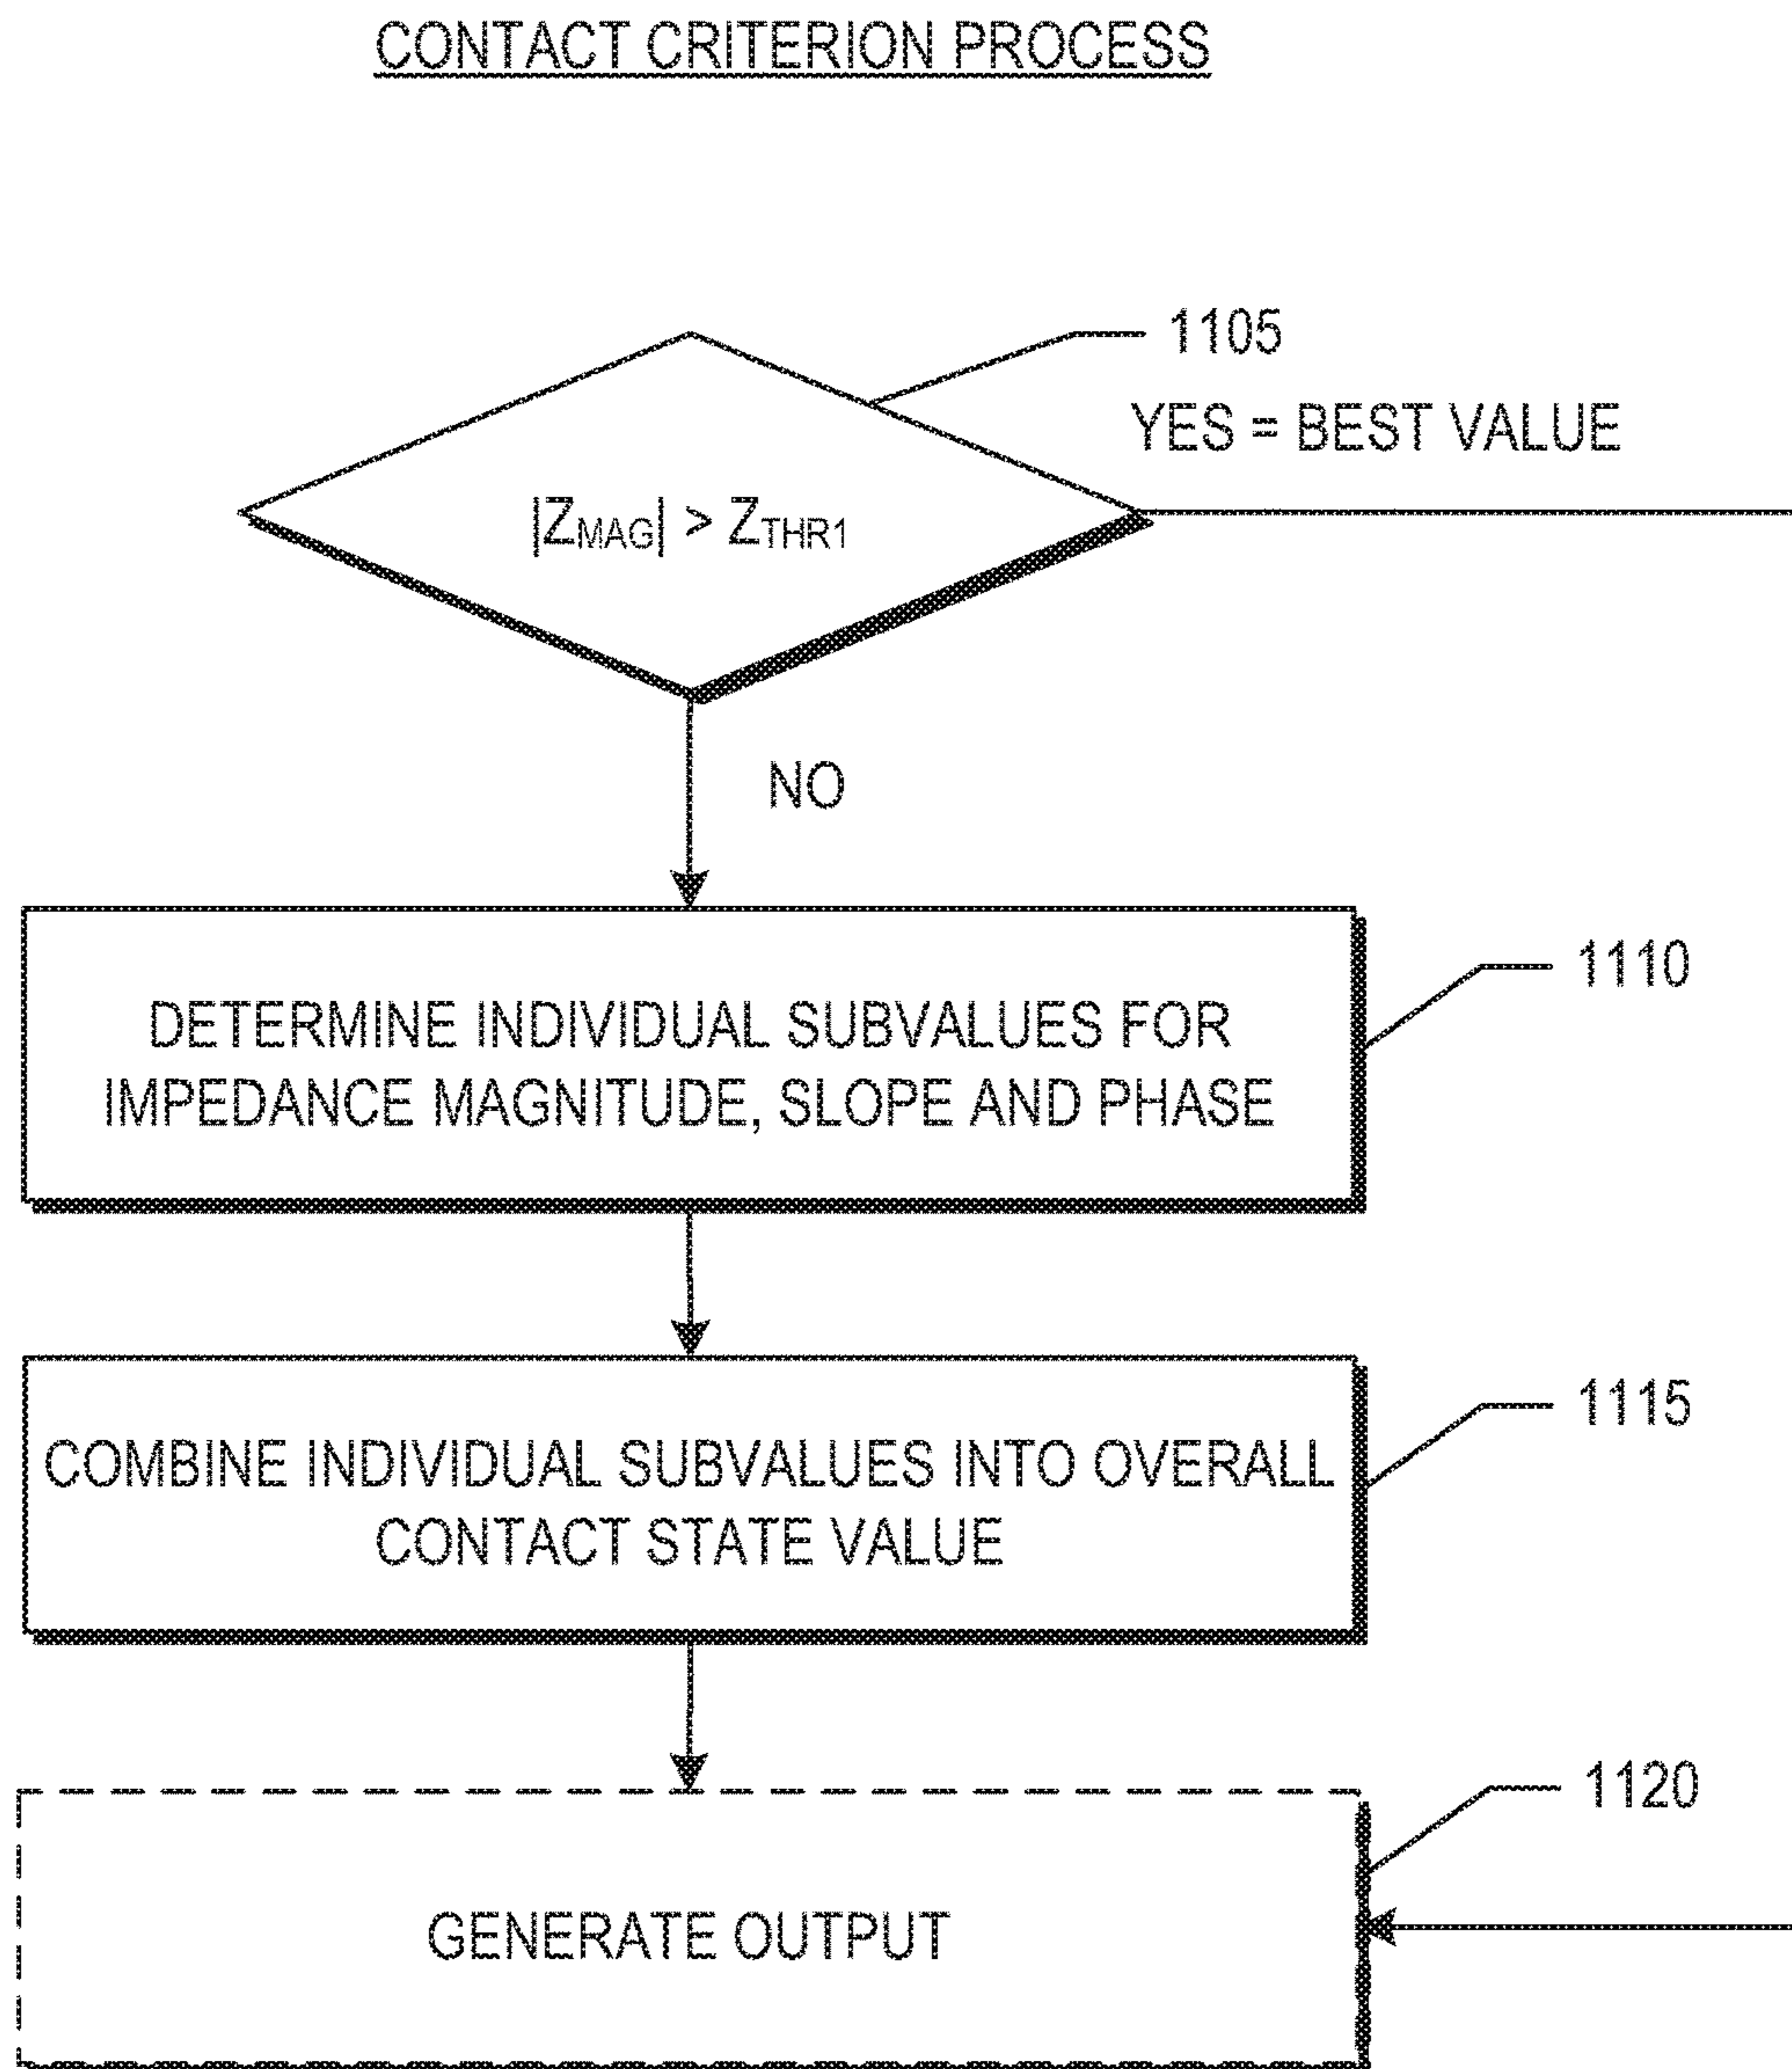 CONTACT CRITERION PROCESS
1105
YES = BEST VALUE
|ZMAG| > ZTHR1
NO
1110
DETERMINE INDIVIDUAL SUBVALUES FOR
IMPEDANCE MAGNITUDE, SLOPE AND PHASE
1115
COMBINE INDIVIDUAL SUBVALUES INTO OVERALL
CONTACT STATE VALUE
1120
GENERATE OUTPUT